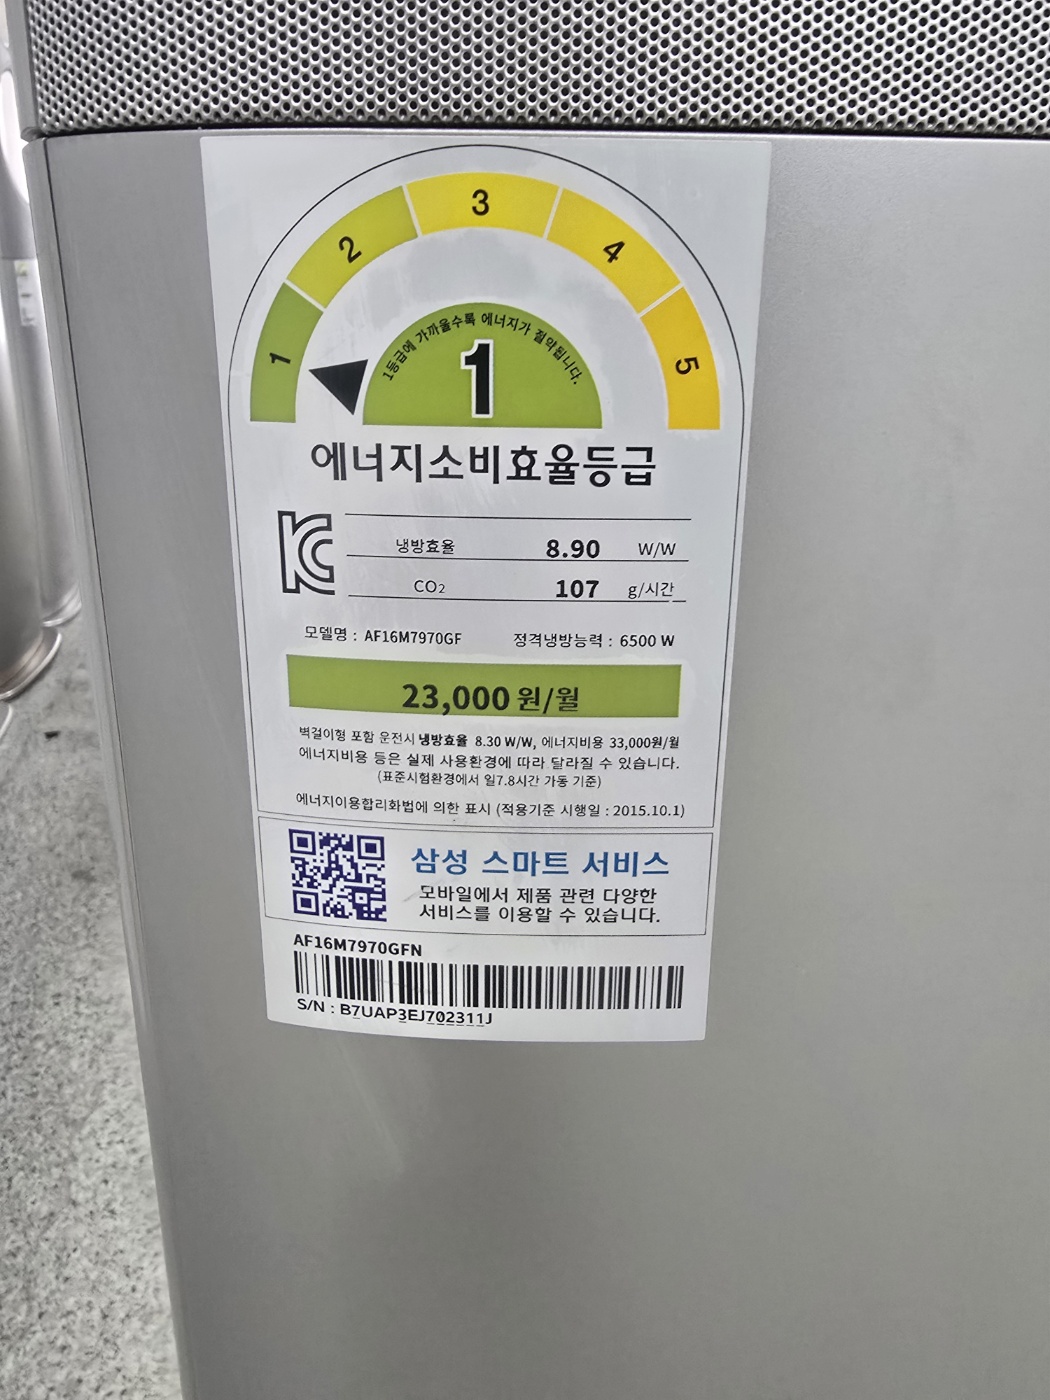 1 2 3 4 5
1등급에 가까울수록 에너지가 절약됩니다.
1
에너지소비효율등급
냉방효율 8.90 W/W
CO₂ 107 g/시간
모델명 : AF16M7970GF 정격냉방능력 : 6500 W
23,000 원/월
벽걸이형 포함 운전시 냉방효율 8.30 W/W, 에너지비용 33,000원/월
에너지비용 등은 실제 사용환경에 따라 달라질 수 있습니다.
(표준시험환경에서 일7.8시간 가동 기준)
에너지이용합리화법에 의한 표시 (적용기준 시행일 : 2015.10.1)
삼성 스마트 서비스
모바일에서 제품 관련 다양한
서비스를 이용할 수 있습니다.
AF16M7970GFN
S/N : B7UAP3EJ702311J